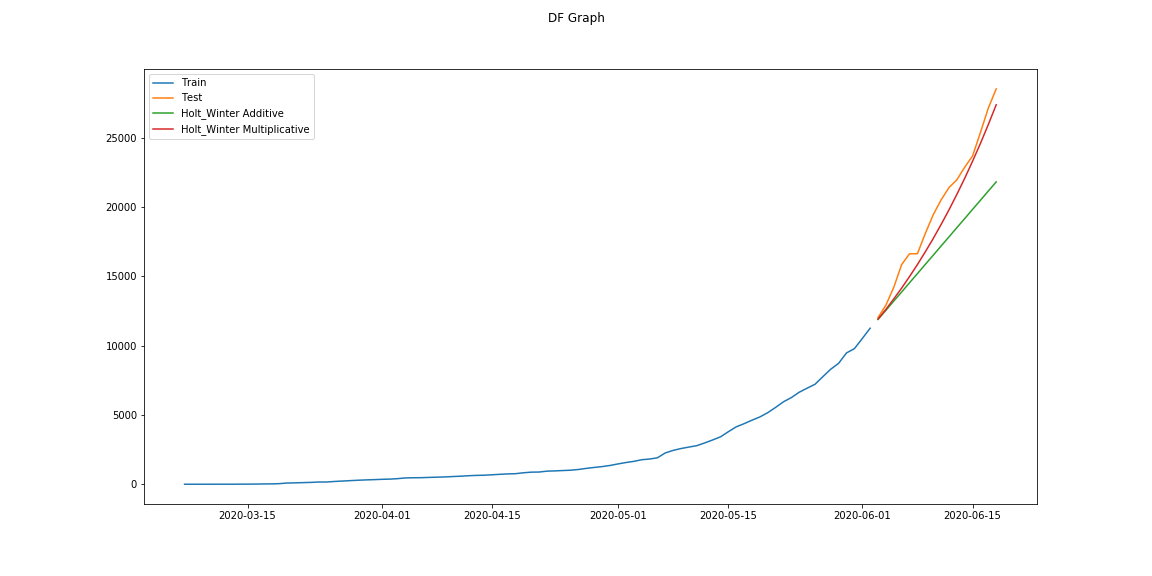 DF Graph
Train
Test
Holt_Winter Additive
Holt_Winter Multiplicative
25000
20000
15000
10000
5000
0
2020-03-15 2020-04-01 2020-04-15 2020-05-01 2020-05-15 2020-06-01 2020-06-15